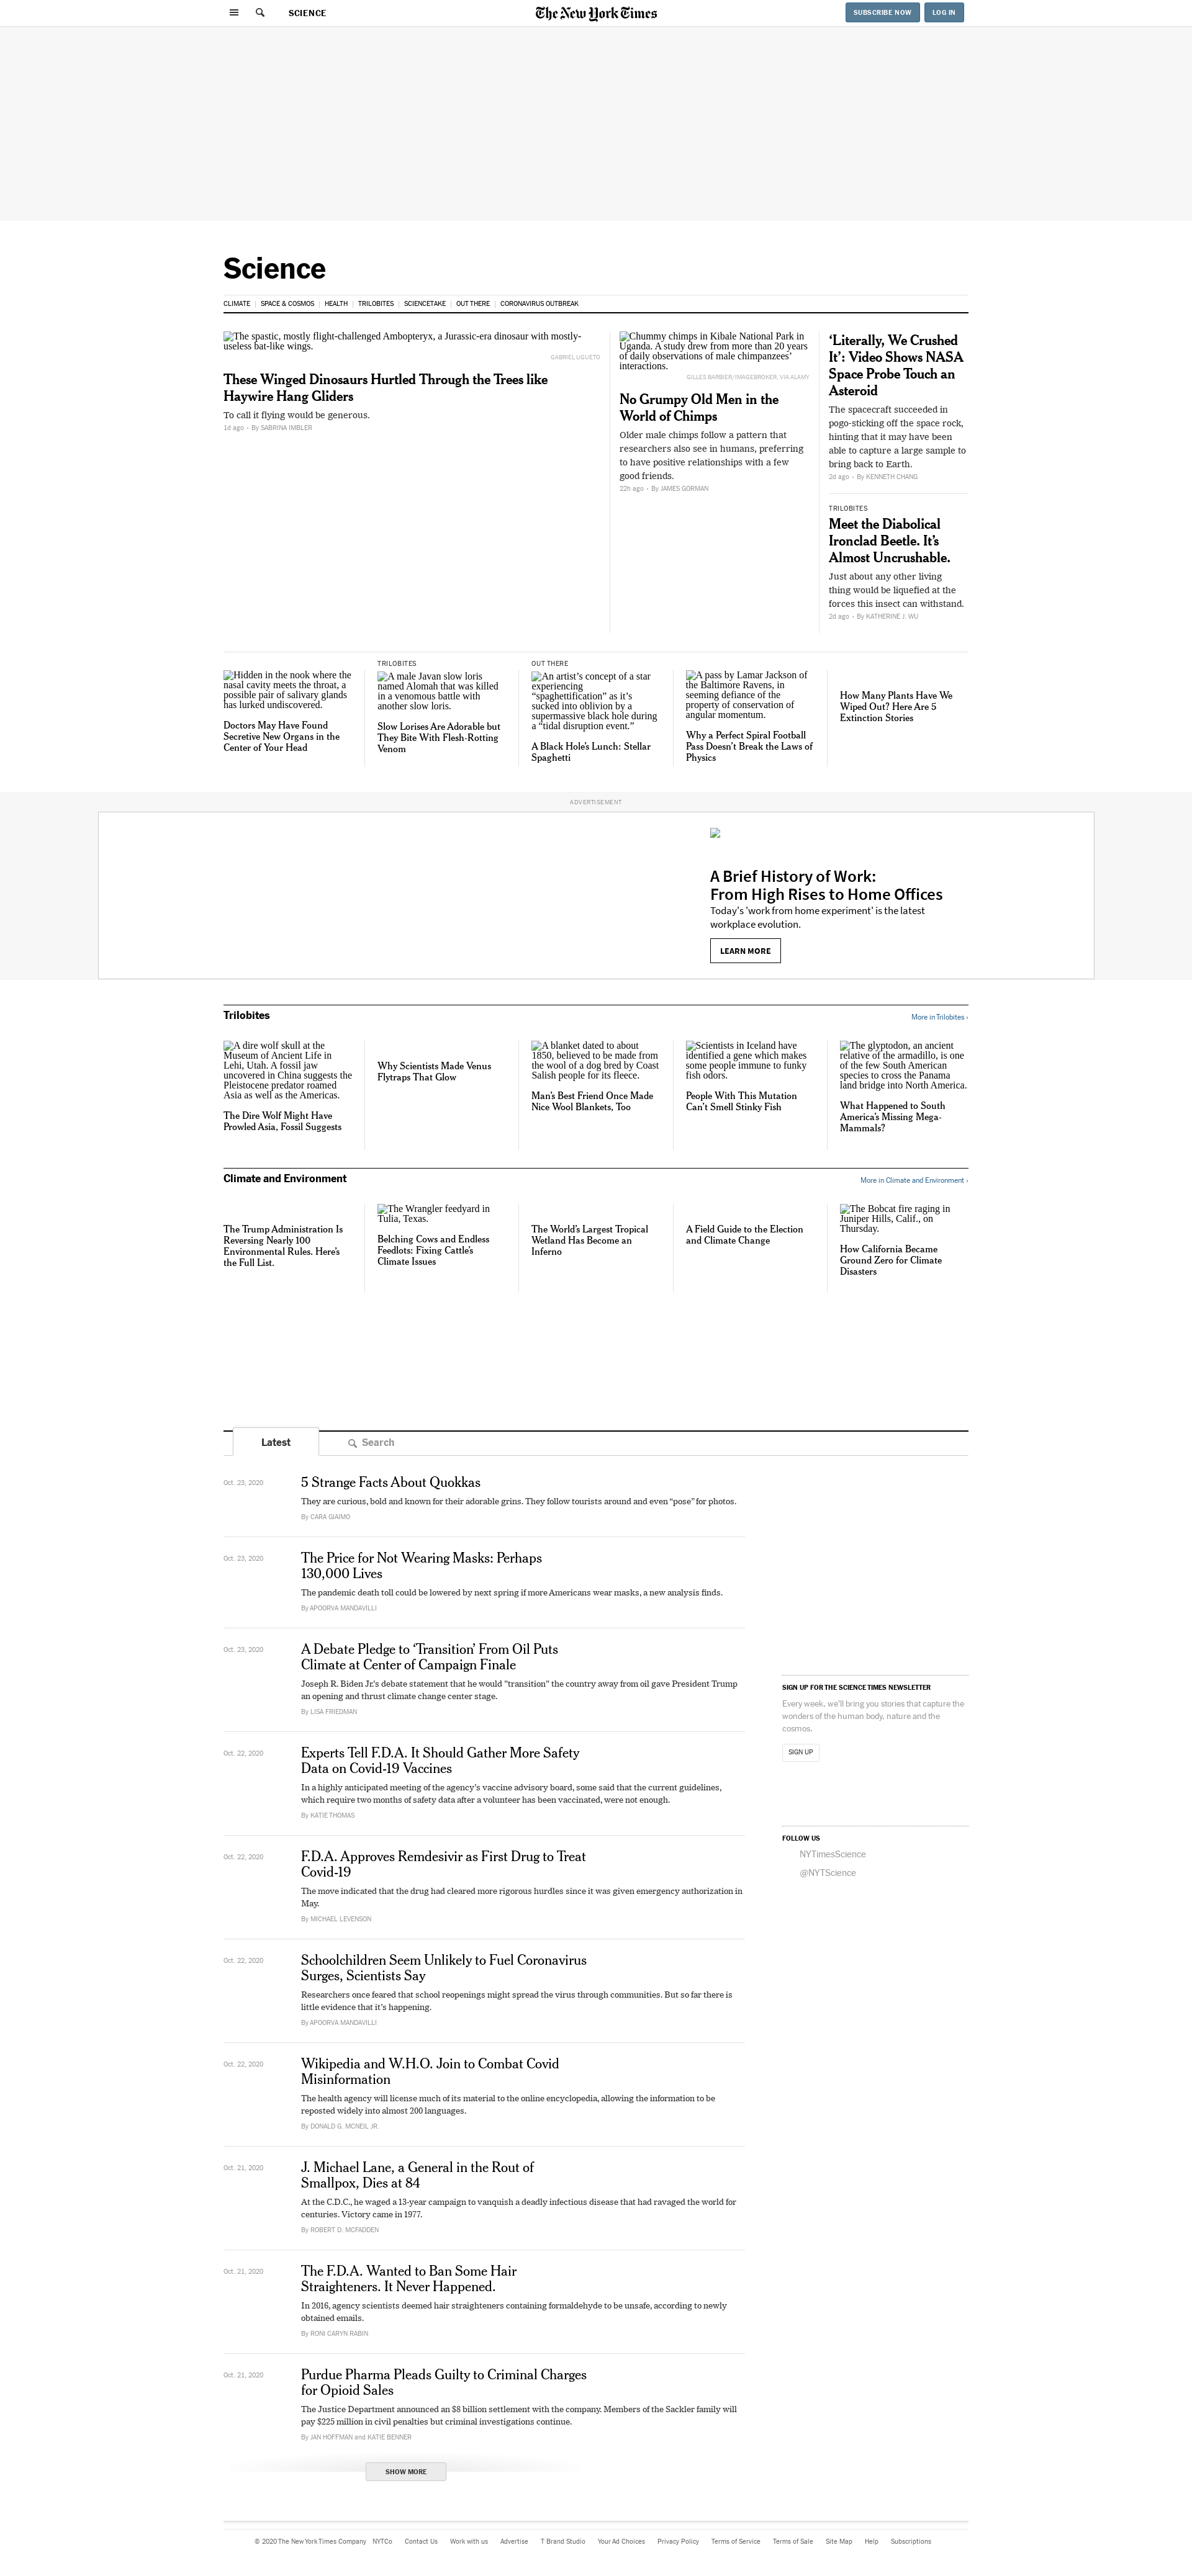 SCIENCE
The New York Times
SUBSCRIBE NOW
LOG IN
Science
CLIMATE | SPACE & COSMOS | HEALTH | TRILOBITES | SCIENCETAKE | OUT THERE | CORONAVIRUS OUTBREAK
The spastic, mostly flight-challenged Ambopteryx, a Jurassic-era dinosaur with mostly-
useless bat-like wings.
GABRIEL UGUETO
These Winged Dinosaurs Hurtled Through the Trees like
Haywire Hang Gliders
To call it flying would be generous.
1d ago • By SABRINA IMBLER
Chummy chimps in Kibale National Park in
Uganda. A study drew from more than 20 years
of daily observations of male chimpanzees’
interactions.
GILLES BARBIER/IMAGEBROKER, VIA ALAMY
No Grumpy Old Men in the
World of Chimps
Older male chimps follow a pattern that
researchers also see in humans, preferring
to have positive relationships with a few
good friends.
22h ago • By JAMES GORMAN
‘Literally, We Crushed
It’: Video Shows NASA
Space Probe Touch an
Asteroid
The spacecraft succeeded in
pogo-sticking off the space rock,
hinting that it may have been
able to capture a large sample to
bring back to Earth.
2d ago • By KENNETH CHANG
TRILOBITES
Meet the Diabolical
Ironclad Beetle. It’s
Almost Uncrushable.
Just about any other living
thing would be liquefied at the
forces this insect can withstand.
2d ago • By KATHERINE J. WU
Hidden in the nook where the
nasal cavity meets the throat, a
possible pair of salivary glands
has lurked undiscovered.
Doctors May Have Found
Secretive New Organs in the
Center of Your Head
TRILOBITES
A male Javan slow loris
named Alomah that was killed
in a venomous battle with
another slow loris.
Slow Lorises Are Adorable but
They Bite With Flesh-Rotting
Venom
OUT THERE
An artist’s concept of a star
experiencing
“spaghettification” as it’s
sucked into oblivion by a
supermassive black hole during
a “tidal disruption event.”
A Black Hole’s Lunch: Stellar
Spaghetti
A pass by Lamar Jackson of
the Baltimore Ravens, in
seeming defiance of the
property of conservation of
angular momentum.
Why a Perfect Spiral Football
Pass Doesn’t Break the Laws of
Physics
How Many Plants Have We
Wiped Out? Here Are 5
Extinction Stories
ADVERTISEMENT
A Brief History of Work:
From High Rises to Home Offices
Today's 'work from home experiment' is the latest
workplace evolution.
LEARN MORE
Trilobites
More in Trilobites ›
A dire wolf skull at the
Museum of Ancient Life in
Lehi, Utah. A fossil jaw
uncovered in China suggests the
Pleistocene predator roamed
Asia as well as the Americas.
The Dire Wolf Might Have
Prowled Asia, Fossil Suggests
Why Scientists Made Venus
Flytraps That Glow
A blanket dated to about
1850, believed to be made from
the wool of a dog bred by Coast
Salish people for its fleece.
Man’s Best Friend Once Made
Nice Wool Blankets, Too
Scientists in Iceland have
identified a gene which makes
some people immune to funky
fish odors.
People With This Mutation
Can’t Smell Stinky Fish
The glyptodon, an ancient
relative of the armadillo, is one
of the few South American
species to cross the Panama
land bridge into North America.
What Happened to South
America’s Missing Mega-
Mammals?
Climate and Environment
More in Climate and Environment ›
The Trump Administration Is
Reversing Nearly 100
Environmental Rules. Here’s
the Full List.
The Wrangler feedyard in
Tulia, Texas.
Belching Cows and Endless
Feedlots: Fixing Cattle’s
Climate Issues
The World’s Largest Tropical
Wetland Has Become an
Inferno
A Field Guide to the Election
and Climate Change
The Bobcat fire raging in
Juniper Hills, Calif., on
Thursday.
How California Became
Ground Zero for Climate
Disasters
Latest
Search
Oct. 23, 2020
5 Strange Facts About Quokkas
They are curious, bold and known for their adorable grins. They follow tourists around and even “pose” for photos.
By CARA GIAIMO
Oct. 23, 2020
The Price for Not Wearing Masks: Perhaps
130,000 Lives
The pandemic death toll could be lowered by next spring if more Americans wear masks, a new analysis finds.
By APOORVA MANDAVILLI
Oct. 23, 2020
A Debate Pledge to ‘Transition’ From Oil Puts
Climate at Center of Campaign Finale
Joseph R. Biden Jr.'s debate statement that he would "transition" the country away from oil gave President Trump
an opening and thrust climate change center stage.
By LISA FRIEDMAN
Oct. 22, 2020
Experts Tell F.D.A. It Should Gather More Safety
Data on Covid-19 Vaccines
In a highly anticipated meeting of the agency’s vaccine advisory board, some said that the current guidelines,
which require two months of safety data after a volunteer has been vaccinated, were not enough.
By KATIE THOMAS
Oct. 22, 2020
F.D.A. Approves Remdesivir as First Drug to Treat
Covid-19
The move indicated that the drug had cleared more rigorous hurdles since it was given emergency authorization in
May.
By MICHAEL LEVENSON
Oct. 22, 2020
Schoolchildren Seem Unlikely to Fuel Coronavirus
Surges, Scientists Say
Researchers once feared that school reopenings might spread the virus through communities. But so far there is
little evidence that it’s happening.
By APOORVA MANDAVILLI
Oct. 22, 2020
Wikipedia and W.H.O. Join to Combat Covid
Misinformation
The health agency will license much of its material to the online encyclopedia, allowing the information to be
reposted widely into almost 200 languages.
By DONALD G. MCNEIL JR.
Oct. 21, 2020
J. Michael Lane, a General in the Rout of
Smallpox, Dies at 84
At the C.D.C., he waged a 13-year campaign to vanquish a deadly infectious disease that had ravaged the world for
centuries. Victory came in 1977.
By ROBERT D. MCFADDEN
Oct. 21, 2020
The F.D.A. Wanted to Ban Some Hair
Straighteners. It Never Happened.
In 2016, agency scientists deemed hair straighteners containing formaldehyde to be unsafe, according to newly
obtained emails.
By RONI CARYN RABIN
Oct. 21, 2020
Purdue Pharma Pleads Guilty to Criminal Charges
for Opioid Sales
The Justice Department announced an $8 billion settlement with the company. Members of the Sackler family will
pay $225 million in civil penalties but criminal investigations continue.
By JAN HOFFMAN and KATIE BENNER
SHOW MORE
SIGN UP FOR THE SCIENCE TIMES NEWSLETTER
Every week, we'll bring you stories that capture the
wonders of the human body, nature and the
cosmos.
SIGN UP
FOLLOW US
NYTimesScience
@NYTScience
© 2020 The New York Times Company NYTCo Contact Us Work with us Advertise T Brand Studio Your Ad Choices Privacy Policy Terms of Service Terms of Sale Site Map Help Subscriptions